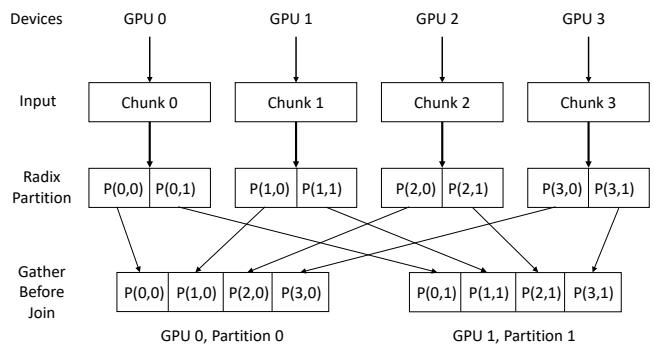 Devices GPU 0 GPU 1 GPU 2 GPU 3
Input Chunk 0 Chunk 1 Chunk 2 Chunk 3
Radix
Partition
P(0,0) P(0,1) P(1,0) P(1,1) P(2,0) P(2,1) P(3,0) P(3,1)
Gather
Before
Join
P(0,0) P(1,0) P(2,0) P(3,0) P(0,1) P(1,1) P(2,1) P(3,1)
GPU 0, Partition 0 GPU 1, Partition 1